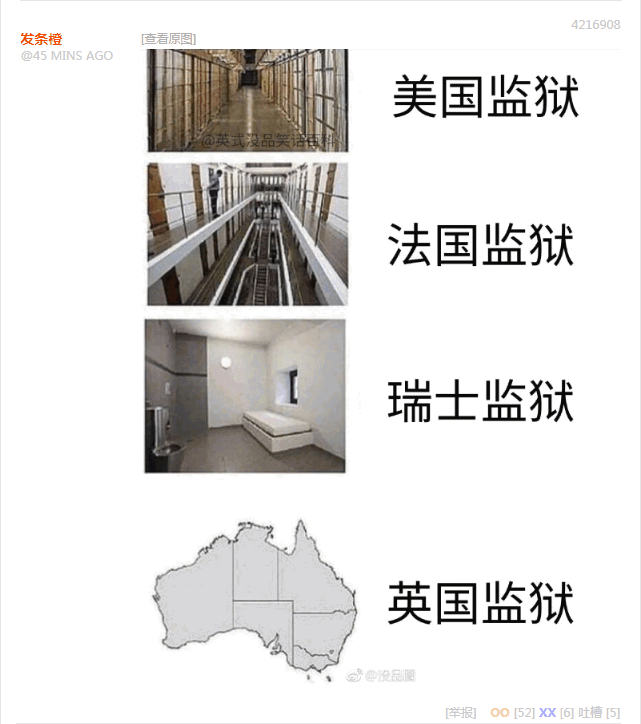 4216908
发条橙
[查看原图]
@45 MINS AGO
美国监狱
@英式没品笑话百科
法国监狱
瑞士监狱
英国监狱
@没品圈
[举报] OO [52] XX [6] 吐槽 [5]